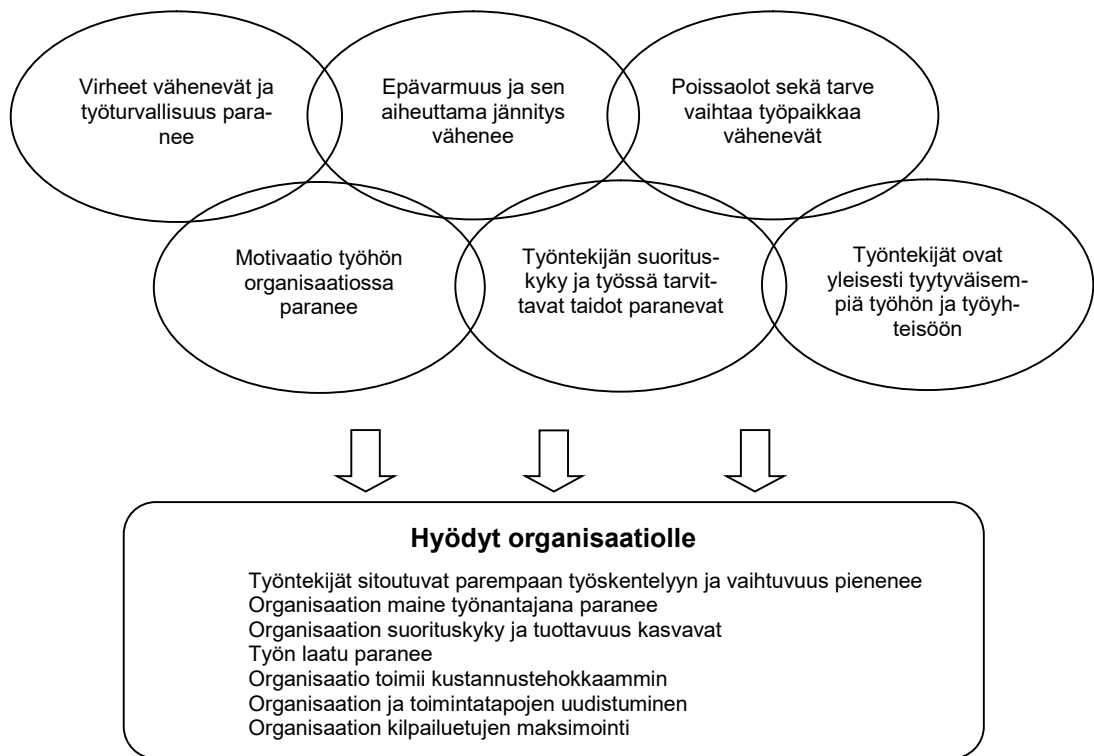 Virheet vähenevät ja
työturvallisuus para-
nee
Epävarmuus ja sen
aiheuttama jännitys
vähenee
Poissaolot sekä tarve
vaihtaa työpaikkaa
vähenevät
Motivaatio työhön
organisaatiossa
paranee
Työntekijän suoritus-
kyky ja työssä tarvit-
tavat taidot paranevat
Työntekijät ovat
yleisesti tyytyväisem-
piä työhön ja työyh-
teisöön
Hyödyt organisaatiolle
Työntekijät sitoutuvat parempaan työskentelyyn ja vaihtuvuus pienenee
Organisaation maine työnantajana paranee
Organisaation suorituskyky ja tuottavuus kasvavat
Työn laatu paranee
Organisaatio toimii kustannustehokkaammin
Organisaation ja toimintatapojen uudistuminen
Organisaation kilpailuetujen maksimointi